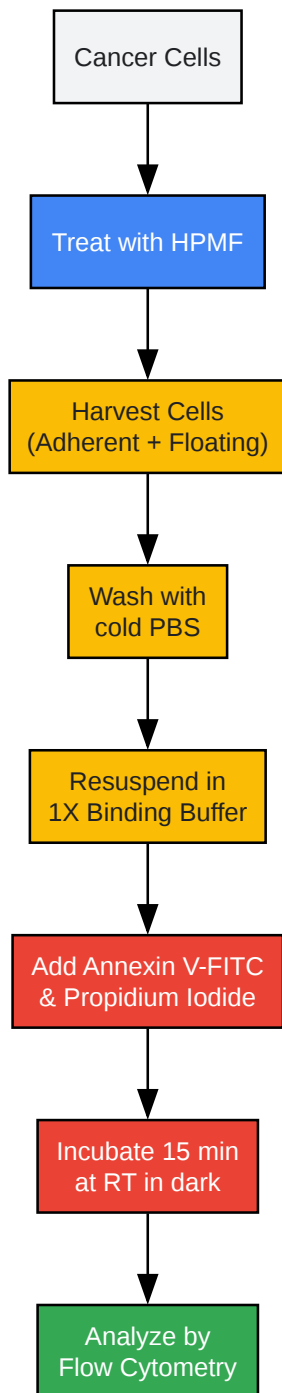 Cancer Cells
Treat with HPMF
Harvest Cells
(Adherent + Floating)
Wash with
cold PBS
Resuspend in
1X Binding Buffer
Add Annexin V-FITC
& Propidium Iodide
Incubate 15 min
at RT in dark
Analyze by
Flow Cytometry